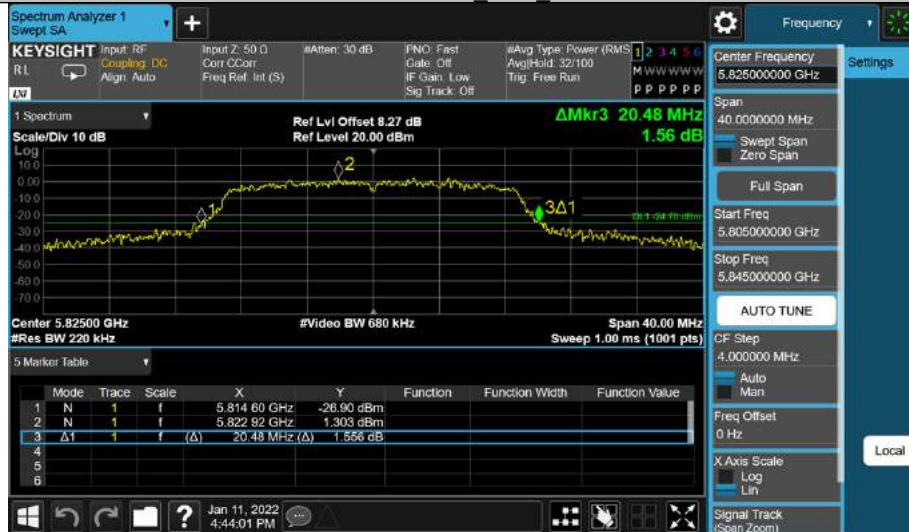 Spectrum Analyzer 1
Swept SA
+
Frequency
KEYSIGHT Input: RF Input Z: 50 Ω #Atten: 30 dB PNO: Fast #Avg Type: Power (RMS 1 2 3 4 5 6
RL Coupling: DC Corr CCorr Gate: Off Avg|Hold: 32/100 M W W W W W
Align: Auto Freq Ref: Int (S) IF Gain: Low Trig: Free Run
LXI Sig Track: Off P P P P P P
1 Spectrum
Ref Lvl Offset 8.27 dB ΔMkr3 20.48 MHz
Scale/Div 10 dB Ref Level 20.00 dBm 1.56 dB
Log
10.0
0.00
-10.0
-20.0
-30.0
-40.0
-50.0
-60.0
-70.0
1
2
3Δ1
DL1 -24.70 dBm
Center 5.82500 GHz #Video BW 680 kHz Span 40.00 MHz
#Res BW 220 kHz Sweep 1.00 ms (1001 pts)
5 Marker Table
Mode Trace Scale X Y Function Function Width Function Value
1 N 1 f 5.814 60 GHz -26.90 dBm
2 N 1 f 5.822 92 GHz 1.303 dBm
3 Δ1 1 f (Δ) 20.48 MHz (Δ) 1.556 dB
4
5
6
Jan 11, 2022
4:44:01 PM
?
Center Frequency
5.825000000 GHz
Settings
Span
40.0000000 MHz
Swept Span
Zero Span
Full Span
Start Freq
5.805000000 GHz
Stop Freq
5.845000000 GHz
AUTO TUNE
CF Step
4.000000 MHz
Auto
Man
Freq Offset
0 Hz
Local
X Axis Scale
Log
Lin
Signal Track
(Span Zoom)